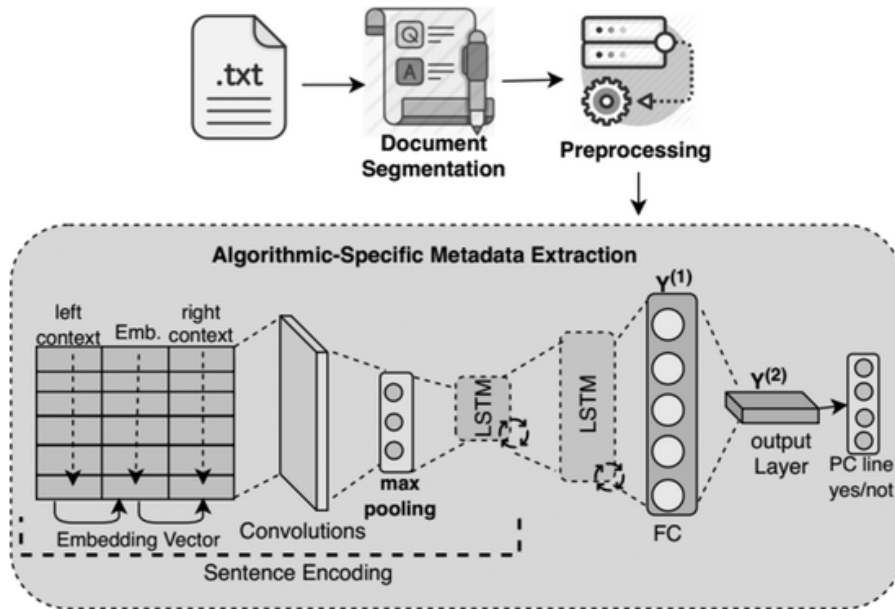 .txt
Q
A
Document
Segmentation
Preprocessing
Algorithmic-Specific Metadata Extraction
left
context
Emb.
right
context
Embedding Vector
Convolutions
max
pooling
LSTM
Sentence Encoding
LSTM
Y(1)
FC
Y(2)
output
Layer
PC line
yes/not